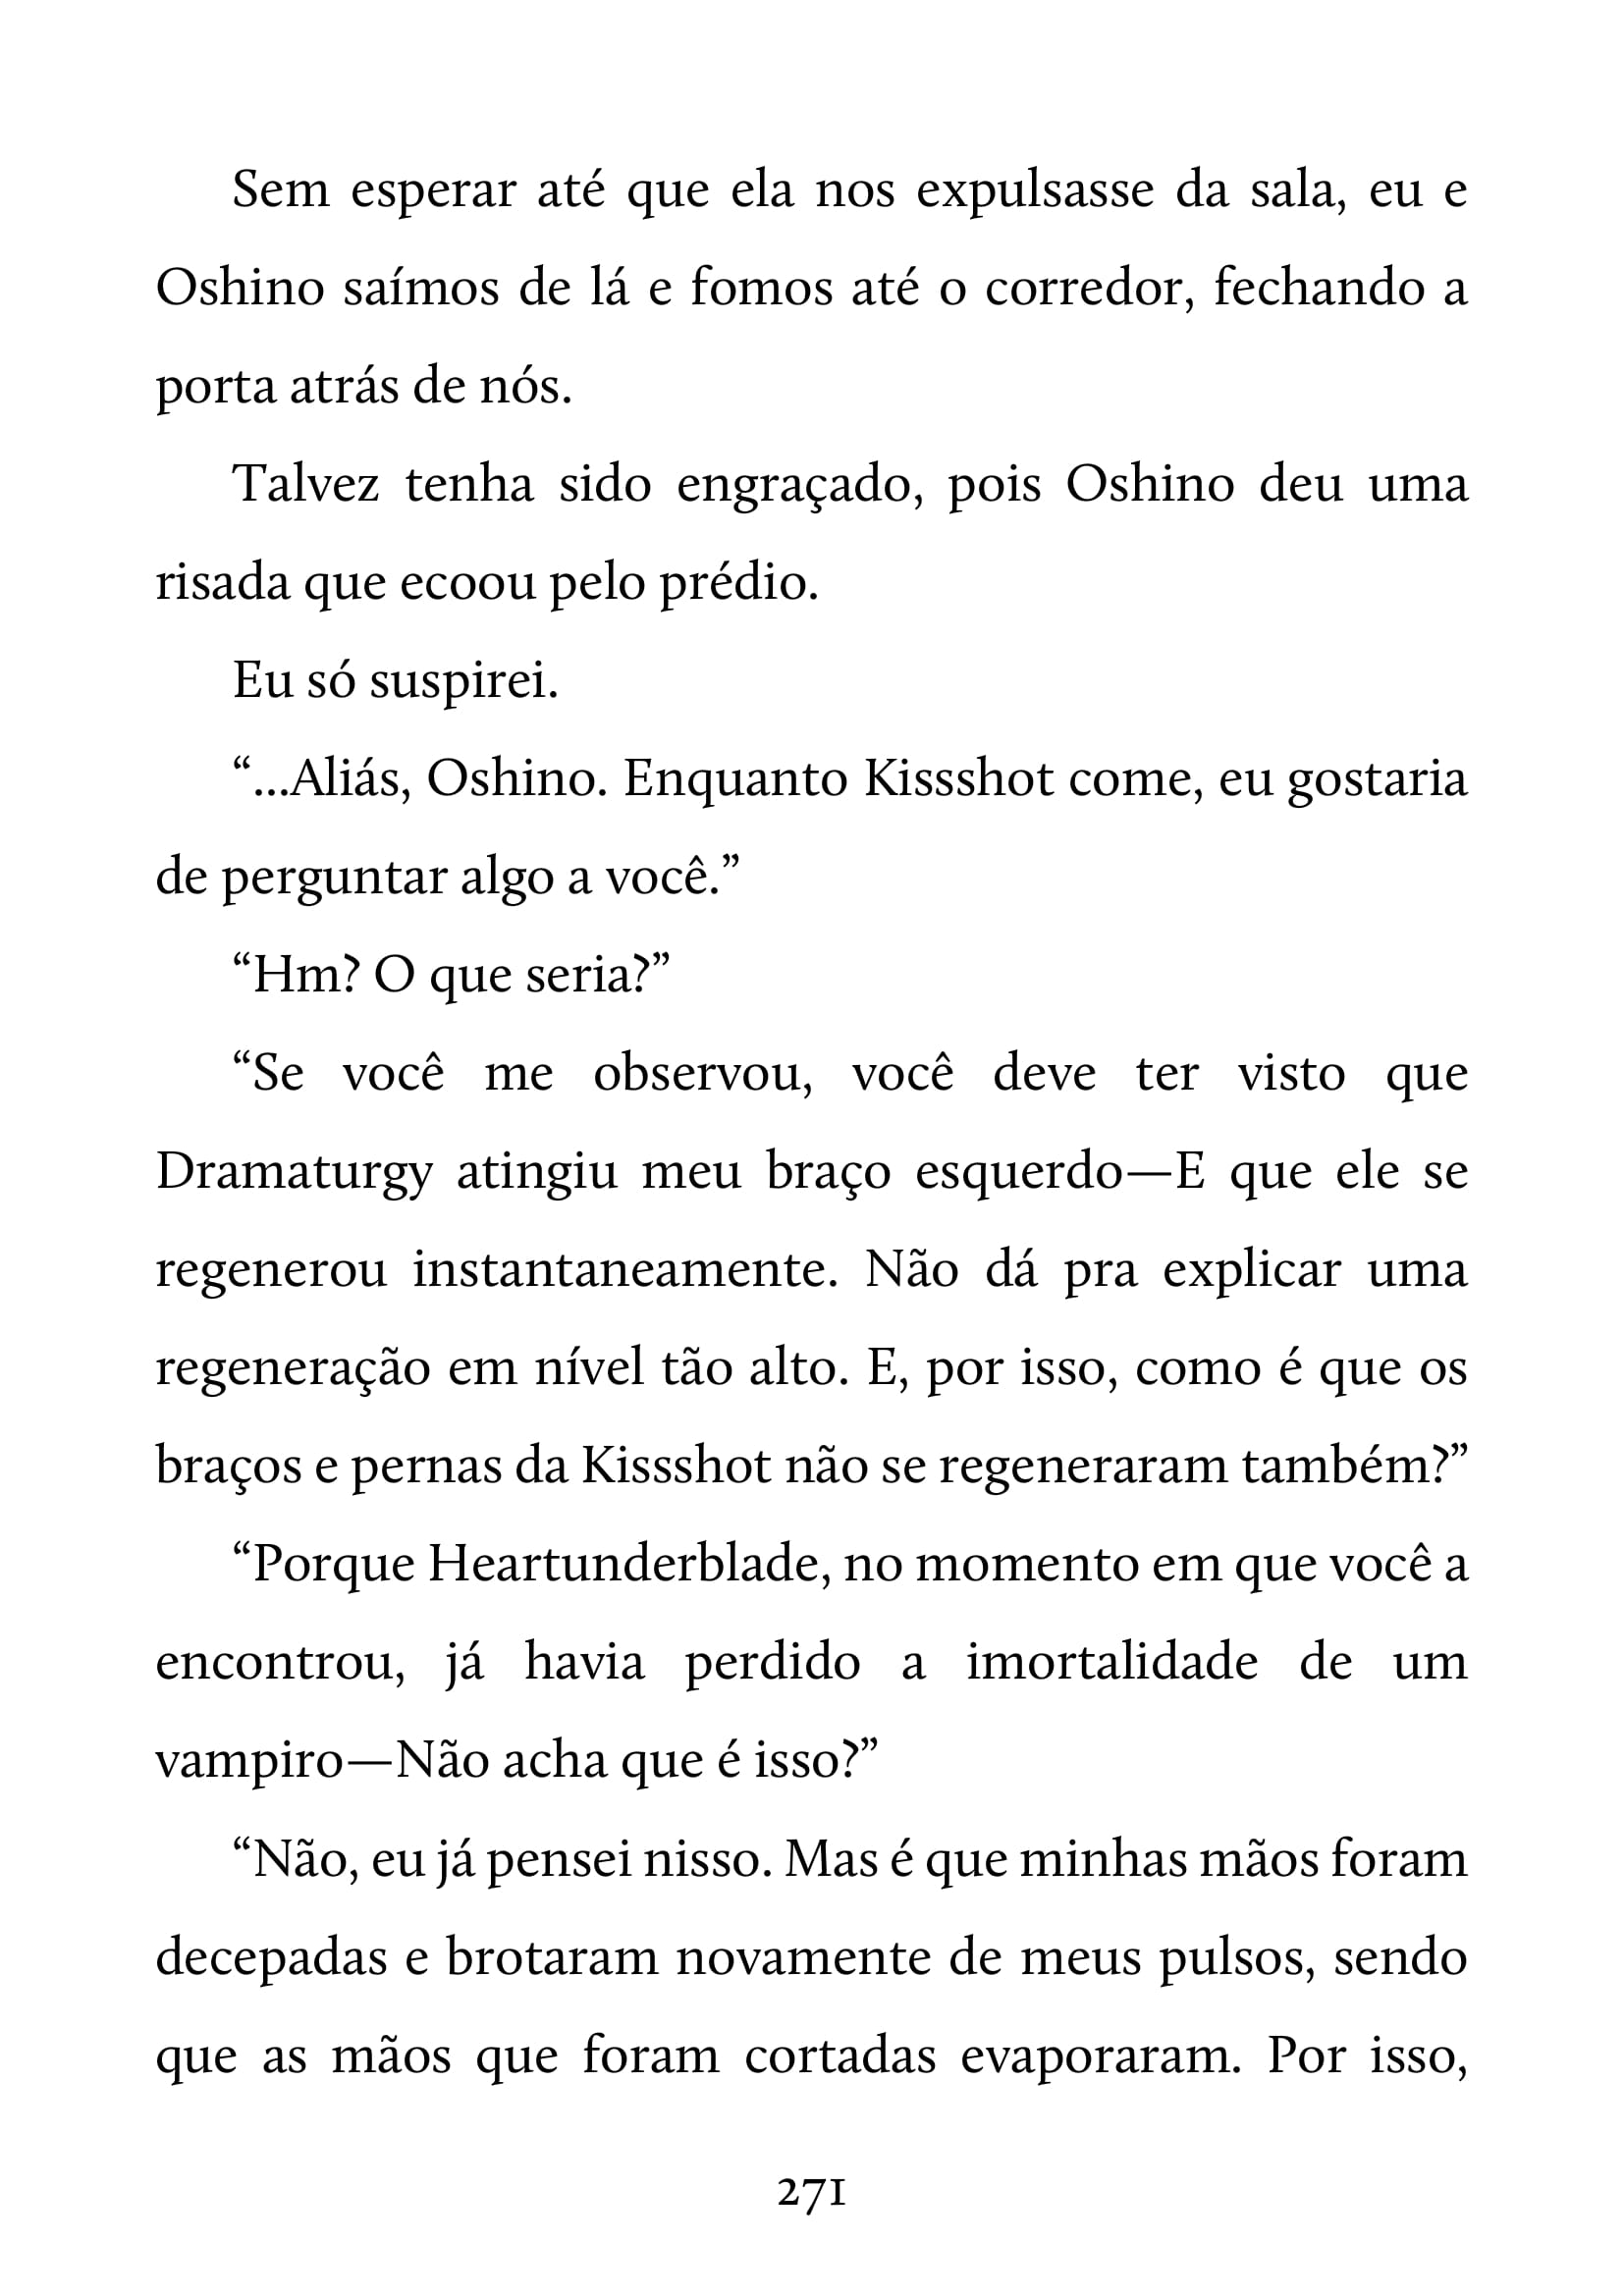 Sem esperar até que ela nos expulsasse da sala, eu e
Oshino saímos de lá e fomos até o corredor, fechando a
porta atrás de nós.
Talvez tenha sido engraçado, pois Oshino deu uma
risada que ecoou pelo prédio.
Eu só suspirei.
“...Aliás, Oshino. Enquanto Kissshot come, eu gostaria
de perguntar algo a você.”
“Hm? O que seria?”
“Se você me observou, você deve ter visto que
Dramaturgy atingiu meu braço esquerdo—E que ele se
regenerou instantaneamente. Não dá pra explicar uma
regeneração em nível tão alto. E, por isso, como é que os
braços e pernas da Kissshot não se regeneraram também?”
“Porque Heartunderblade, no momento em que você a
encontrou, já havia perdido a imortalidade de um
vampiro—Não acha que é isso?”
“Não, eu já pensei nisso. Mas é que minhas mãos foram
decepadas e brotaram novamente de meus pulsos, sendo
que as mãos que foram cortadas evaporaram. Por isso,
271